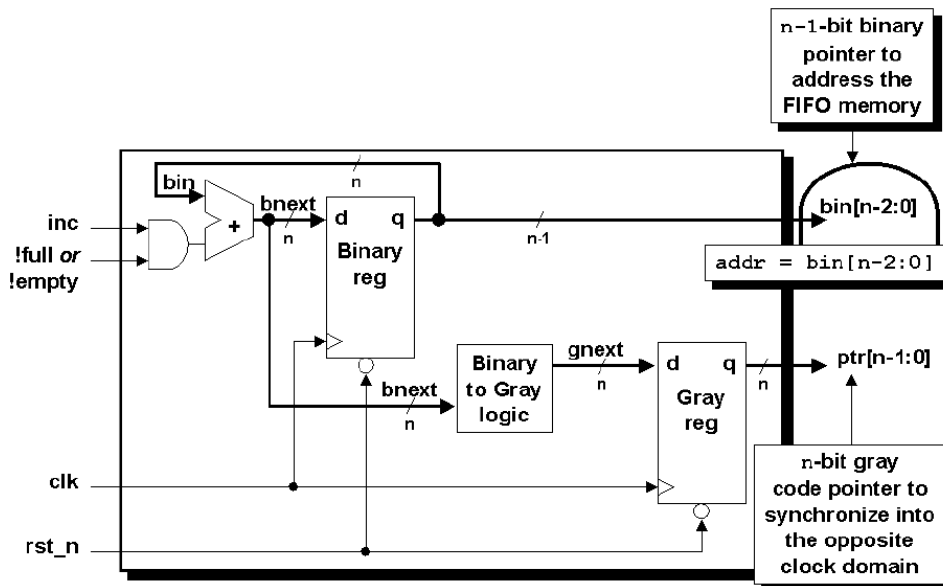 n-1-bit binary
pointer to
address the
FIFO memory
n
bin
bnext
n
d
q
+
Binary
reg
inc
!full or
!empty
n-1
bin[n-2:0]
addr = bin[n-2:0]
bnext
n
Binary
to Gray
logic
gnext
n
d
q
Gray
reg
n
ptr[n-1:0]
clk
rst_n
n-bit gray
code pointer to
synchronize into
the opposite
clock domain